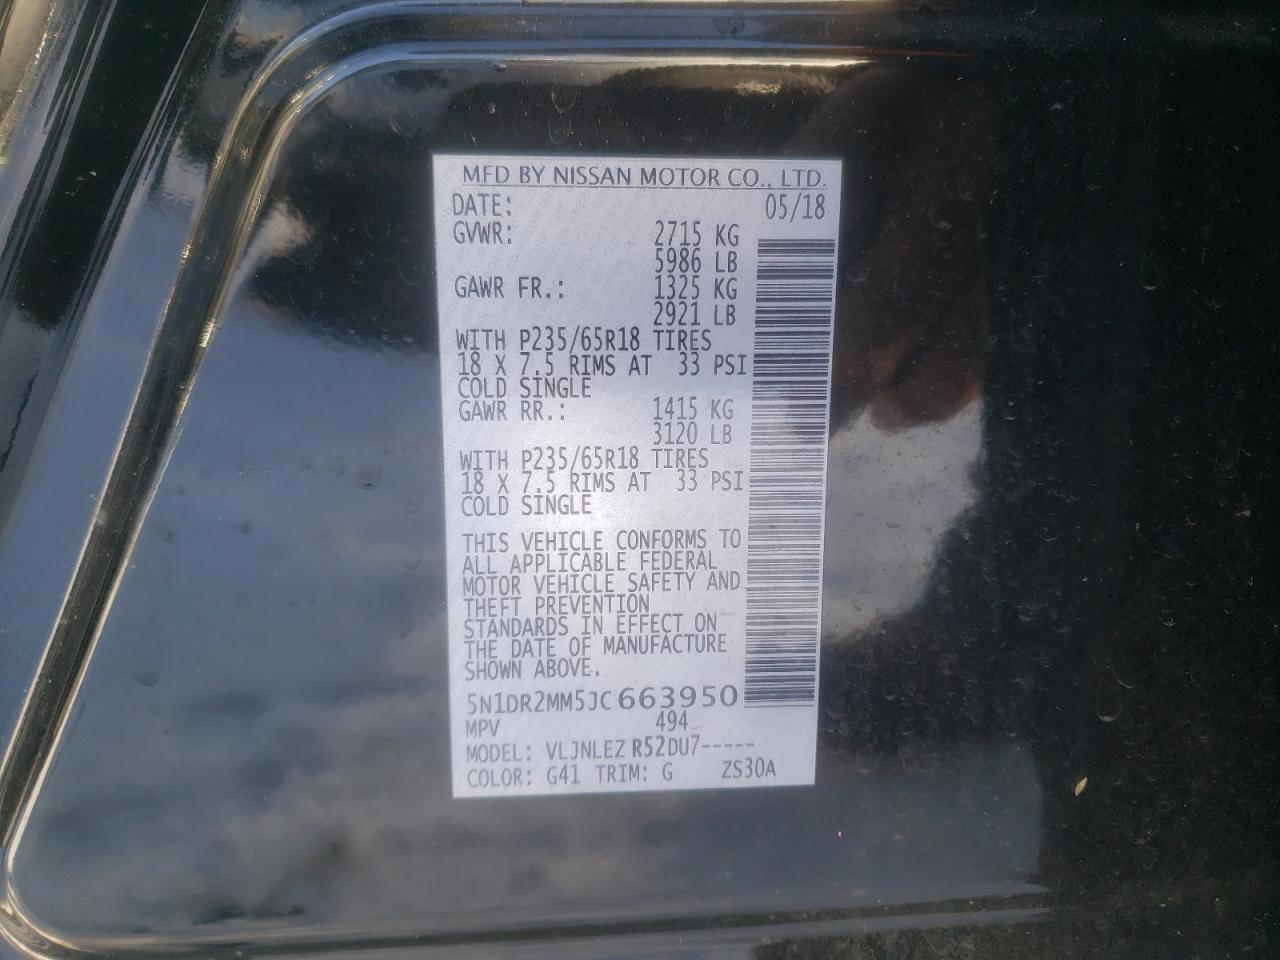 MFD BY NISSAN MOTOR CO., LTD.
DATE: 05/18
GVWR: 2715 KG
5986 LB
GAWR FR.: 1325 KG
2921 LB
WITH P235/65R18 TIRES
18 X 7.5 RIMS AT 33 PSI
COLD SINGLE
GAWR RR.: 1415 KG
3120 LB
WITH P235/65R18 TIRES
18 X 7.5 RIMS AT 33 PSI
COLD SINGLE
THIS VEHICLE CONFORMS TO
ALL APPLICABLE FEDERAL
MOTOR VEHICLE SAFETY AND
THEFT PREVENTION
STANDARDS IN EFFECT ON
THE DATE OF MANUFACTURE
SHOWN ABOVE.
5N1DR2MM5JC663950
MPV 494
MODEL: VLJNLEZ R52DU7-----
COLOR: G41 TRIM: G ZS30A